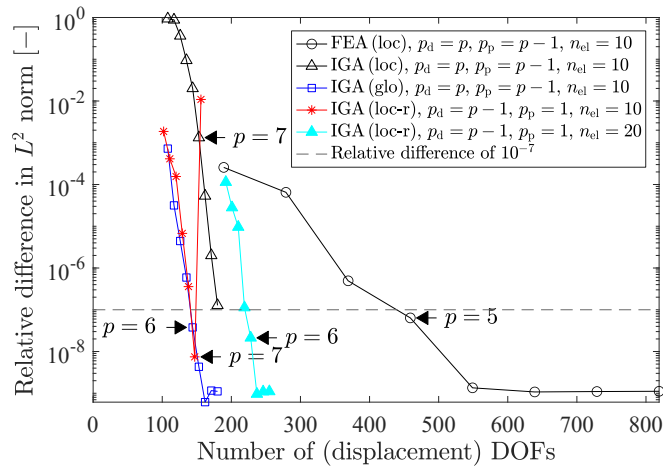 Relative difference in L² norm [−]
10⁰
10⁻²
10⁻⁴
10⁻⁶
10⁻⁸
FEA (loc), p_d = p, p_p = p − 1, n_el = 10
IGA (loc), p_d = p, p_p = p − 1, n_el = 10
IGA (glo), p_d = p, p_p = p − 1, n_el = 10
IGA (loc-r), p_d = p − 1, p_p = 1, n_el = 10
IGA (loc-r), p_d = p − 1, p_p = 1, n_el = 20
Relative difference of 10⁻⁷
p = 7
p = 6
p = 7
p = 6
p = 5
0 100 200 300 400 500 600 700 800
Number of (displacement) DOFs